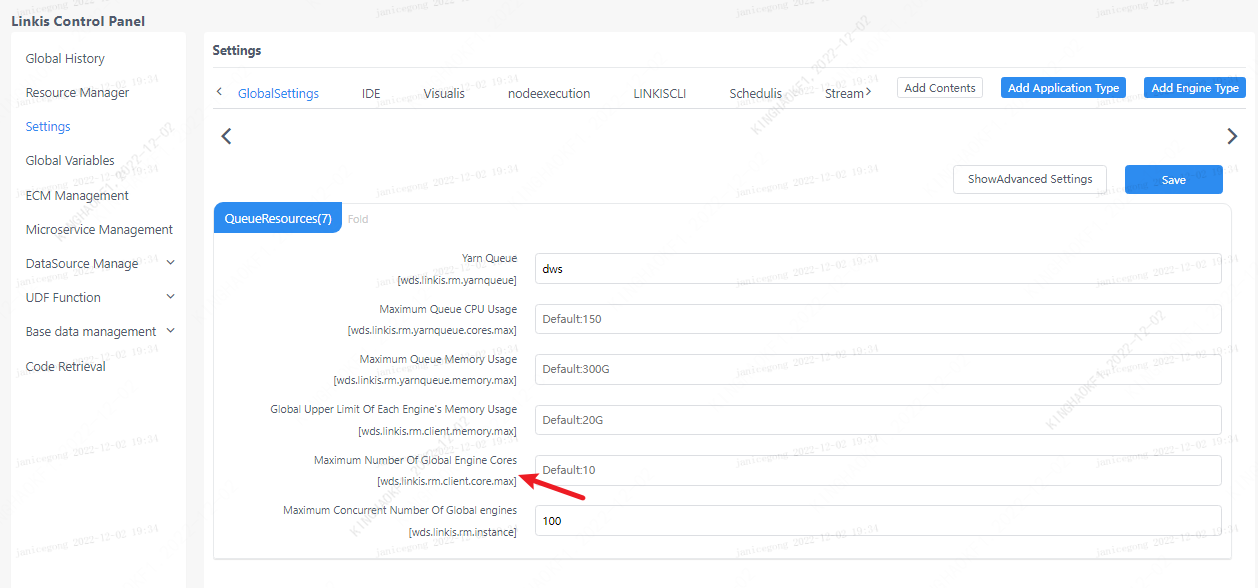 Linkis Control Panel
Global History
Resource Manager
Settings
Global Variables
ECM Management
Microservice Management
DataSource Manage
UDF Function
Base data management
Code Retrieval
Settings
GlobalSettings IDE Visualis nodeexecution LINKISCLI Schedulis Stream Add Contents Add Application Type Add Engine Type
ShowAdvanced Settings Save
QueueResources(7) Fold
Yarn Queue
[wds.linkis.rm.yarnqueue]
dws
Maximum Queue CPU Usage
[wds.linkis.rm.yarnqueue.cores.max]
Default:150
Maximum Queue Memory Usage
[wds.linkis.rm.yarnqueue.memory.max]
Default:300G
Global Upper Limit Of Each Engine's Memory Usage
[wds.linkis.rm.client.memory.max]
Default:20G
Maximum Number Of Global Engine Cores
[wds.linkis.rm.client.core.max]
Default:10
Maximum Concurrent Number Of Global engines
[wds.linkis.rm.instance]
100